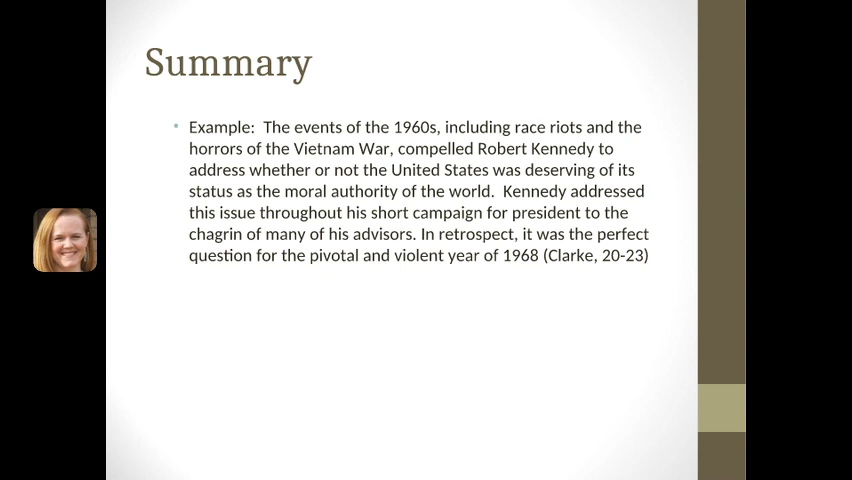 Summary
• Example:  The events of the 1960s, including race riots and the
horrors of the Vietnam War, compelled Robert Kennedy to
address whether or not the United States was deserving of its
status as the moral authority of the world.  Kennedy addressed
this issue throughout his short campaign for president to the
chagrin of many of his advisors. In retrospect, it was the perfect
question for the pivotal and violent year of 1968 (Clarke, 20-23)